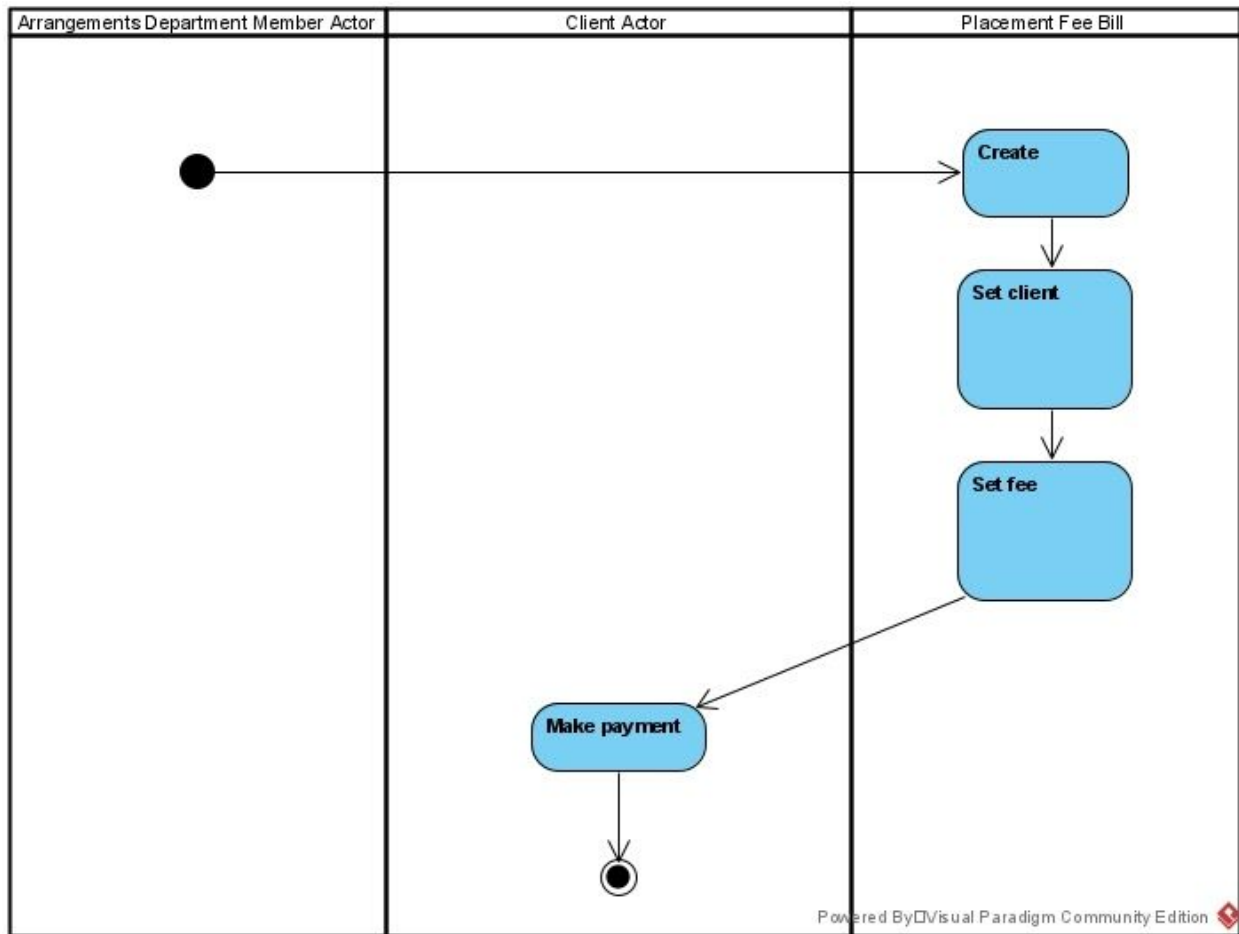 Arrangements Department Member Actor
Client Actor
Placement Fee Bill
Create
Set client
Set fee
Make payment
Powered By□Visual Paradigm Community Edition